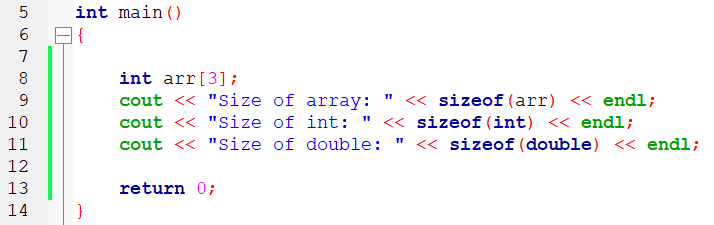 5 int main()
6 {
7
8 int arr[3];
9 cout << "Size of array: " << sizeof(arr) << endl;
10 cout << "Size of int: " << sizeof(int) << endl;
11 cout << "Size of double: " << sizeof(double) << endl;
12
13 return 0;
14 }